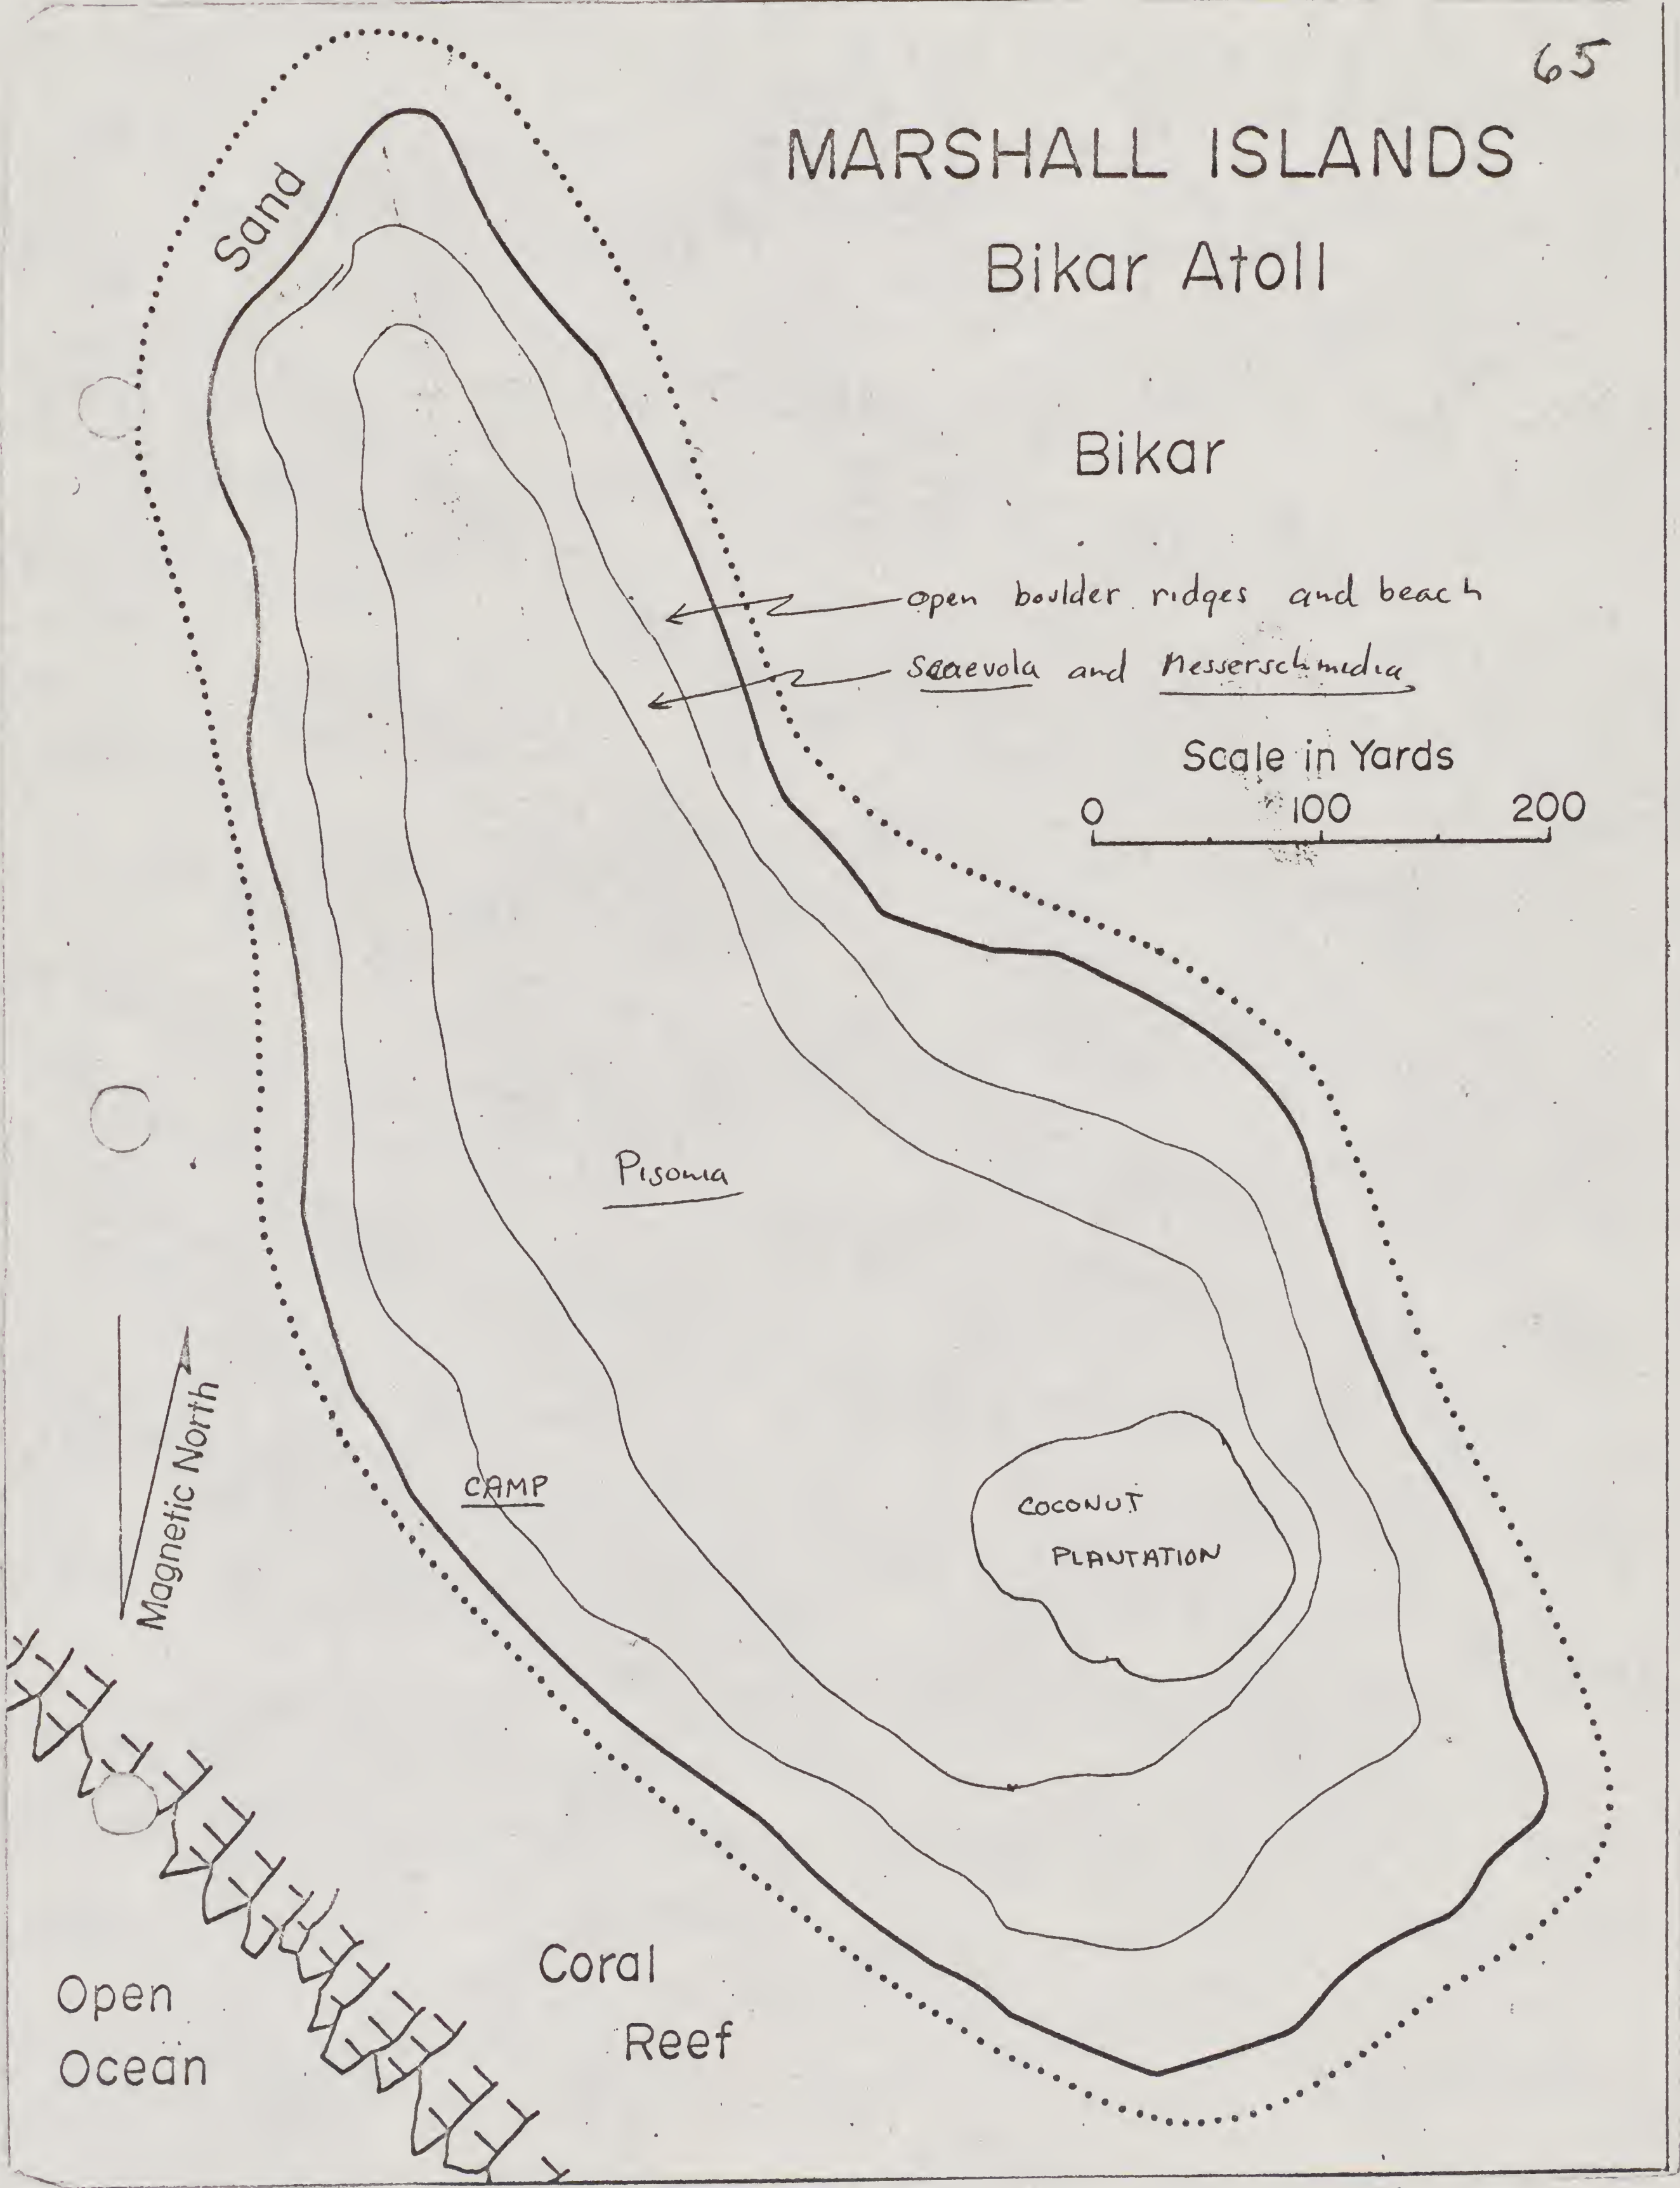 65
MARSHALL ISLANDS
Bikar Atoll
Sand
Bikar
open boulder ridges and beach
Scaevola and Messerschmidia
Scale in Yards
0 100 200
Pisonia
Magnetic North
CAMP
COCONUT
PLANTATION
Coral
Reef
Open
Ocean